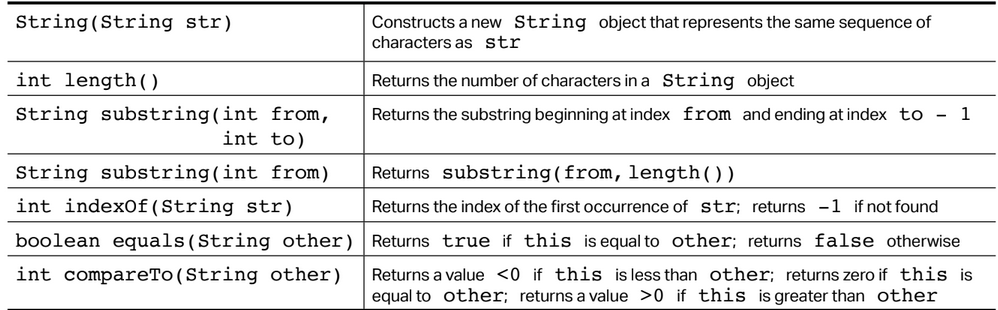 String(String str)
Constructs a new String object that represents the same sequence of
characters as str
int length()
Returns the number of characters in a String object
String substring(int from,
int to)
Returns the substring beginning at index from and ending at index to - 1
String substring(int from)
Returns substring(from, length())
int indexOf(String str)
Returns the index of the first occurrence of str; returns -1 if not found
boolean equals(String other)
Returns true if this is equal to other; returns false otherwise
int compareTo(String other)
Returns a value <0 if this is less than other; returns zero if this is
equal to other; returns a value >0 if this is greater than other